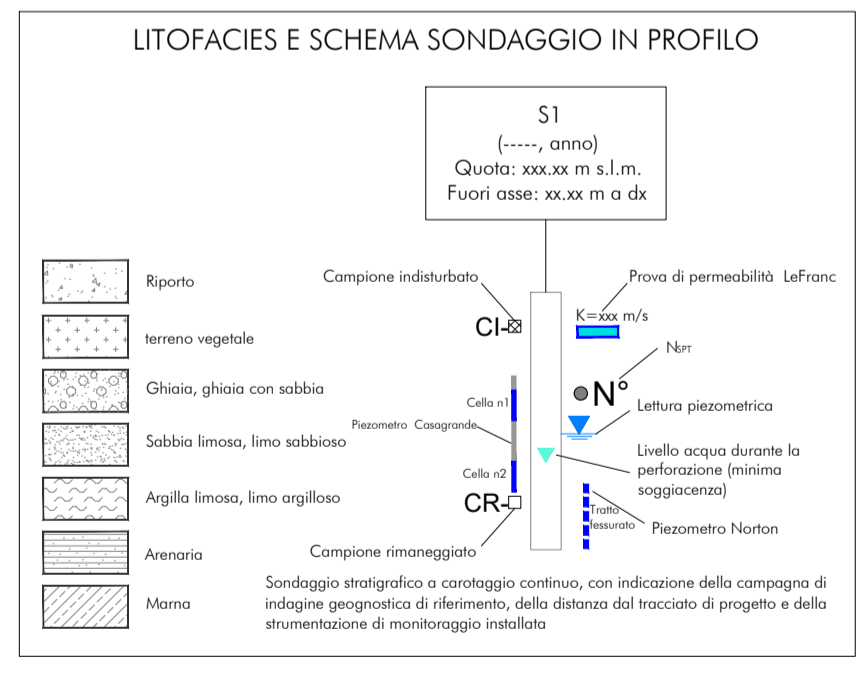 LITOFACIES E SCHEMA SONDAGGIO IN PROFILO
S1
(-----, anno)
Quota: xxx.xx m s.l.m.
Fuori asse: xx.xx m a dx
Riporto
terreno vegetale
Ghiaia, ghiaia con sabbia
Sabbia limosa, limo sabbioso
Argilla limosa, limo argilloso
Arenaria
Marna
Campione indisturbato
CI
Cella n1
Piezometro Casagrande
Cella n2
CR
Campione rimaneggiato
Prova di permeabilità LeFranc
K=xxx m/s
NSPT
N°
Lettura piezometrica
Livello acqua durante la
perforazione (minima
soggiacenza)
Tratto
fessurato
Piezometro Norton
Sondaggio stratigrafico a carotaggio continuo, con indicazione della campagna di
indagine geognostica di riferimento, della distanza dal tracciato di progetto e della
strumentazione di monitoraggio installata